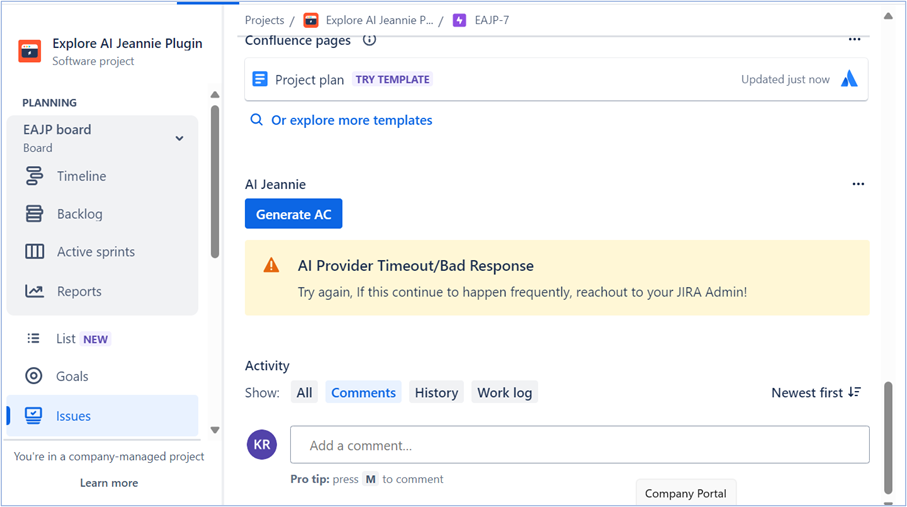 Projects / Explore AI Jeannie P... / EAJP-7
Explore AI Jeannie Plugin
Software project
PLANNING
EAJP board
Board
Timeline
Backlog
Active sprints
Reports
List NEW
Goals
Issues
You're in a company-managed project
Learn more
Confluence pages
Project plan TRY TEMPLATE Updated just now
Or explore more templates
AI Jeannie
Generate AC
AI Provider Timeout/Bad Response
Try again, If this continue to happen frequently, reachout to your JIRA Admin!
Activity
Show: All Comments History Work log Newest first
KR Add a comment...
Pro tip: press M to comment
Company Portal